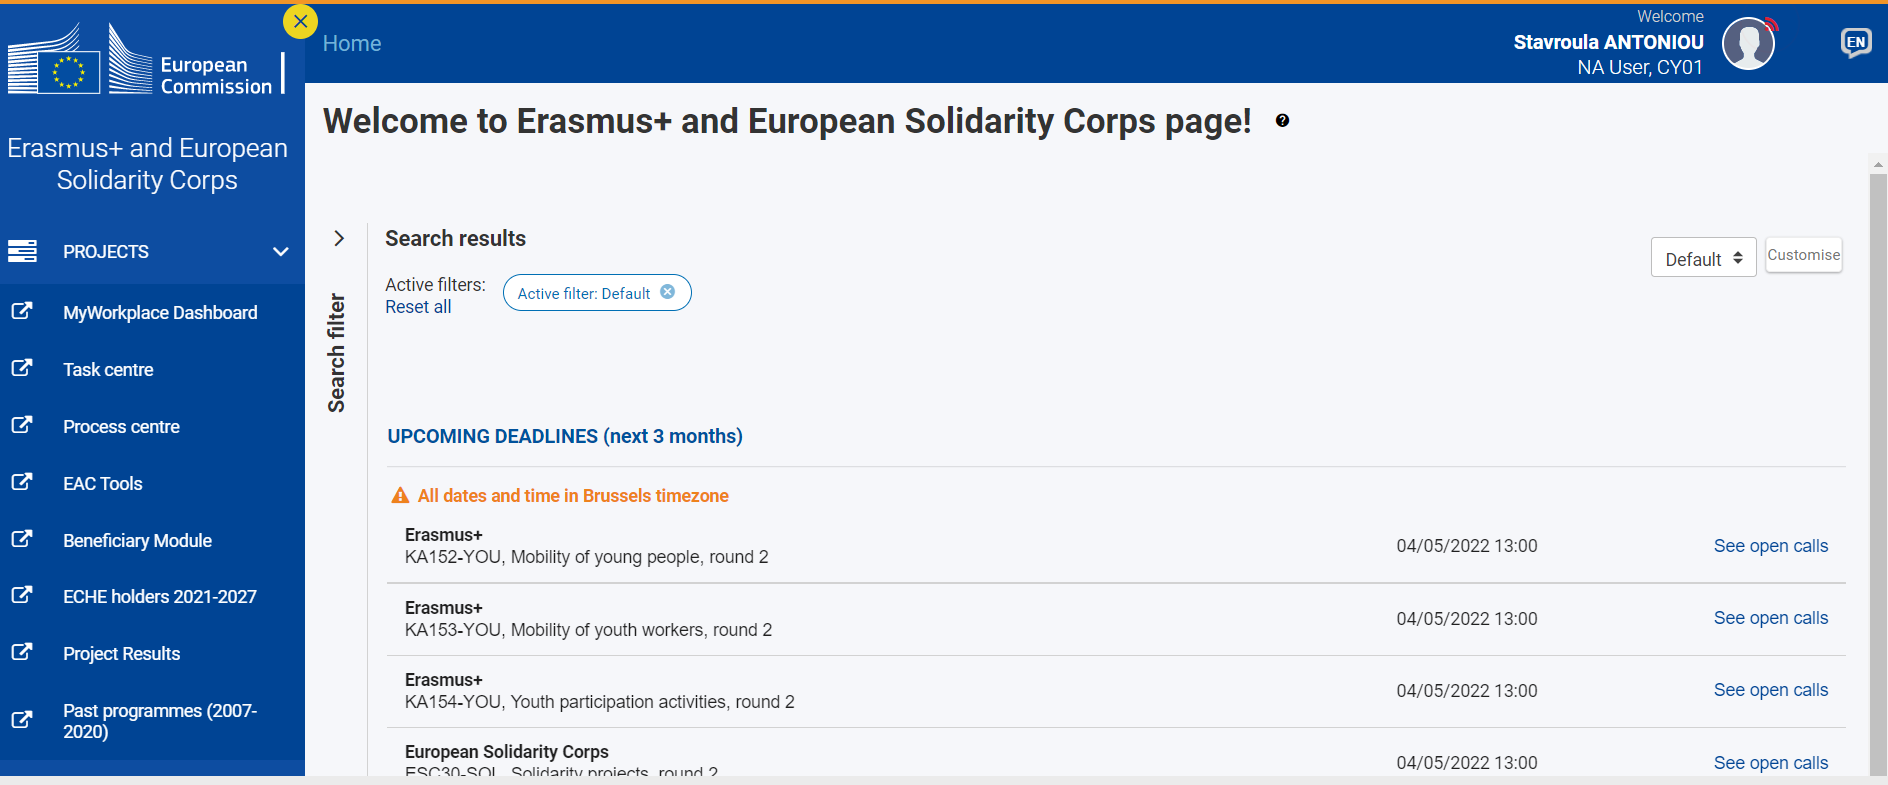 European
Commission
Erasmus+ and European
Solidarity Corps
PROJECTS
MyWorkplace Dashboard
Task centre
Process centre
EAC Tools
Beneficiary Module
ECHE holders 2021-2027
Project Results
Past programmes (2007-
2020)
Home
Welcome
Stavroula ANTONIOU
NA User, CY01
EN
Welcome to Erasmus+ and European Solidarity Corps page! ?
Search filter
Search results
Default
Customise
Active filters:
Reset all
Active filter: Default
UPCOMING DEADLINES (next 3 months)
All dates and time in Brussels timezone
Erasmus+
KA152-YOU, Mobility of young people, round 2
04/05/2022 13:00
See open calls
Erasmus+
KA153-YOU, Mobility of youth workers, round 2
04/05/2022 13:00
See open calls
Erasmus+
KA154-YOU, Youth participation activities, round 2
04/05/2022 13:00
See open calls
European Solidarity Corps
ESC30-SOL, Solidarity projects, round 2
04/05/2022 13:00
See open calls